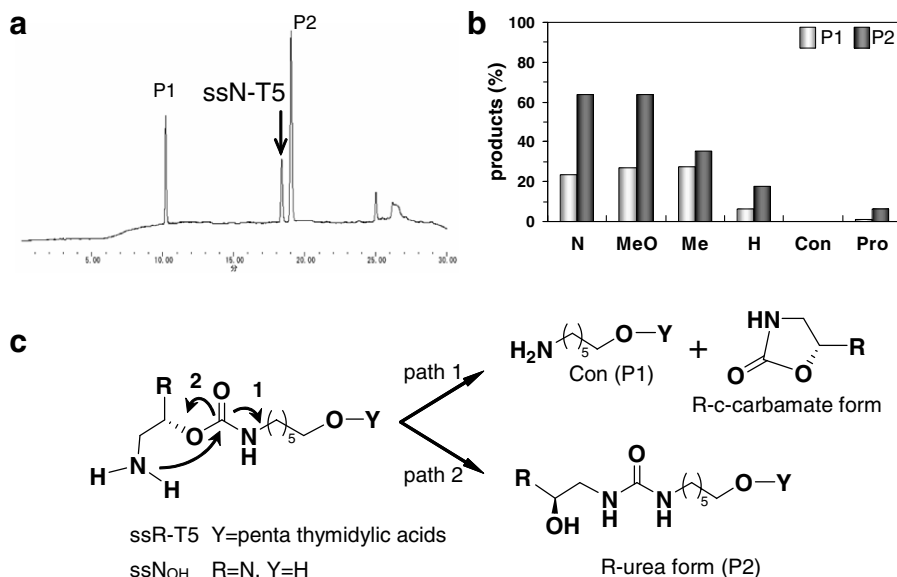 a
P1
P2
ssN-T5
5.00 10.00 15.00 20.00 25.00 30.00
分
b
P1 P2
products (%)
100
80
60
40
20
0
N MeO Me H Con Pro
c
R
2
O
1
O
N
H
5
O
Y
H
N
H
ssR-T5 Y=penta thymidylic acids
ssNOH R=N, Y=H
path 1
path 2
H2N
5
O
Y
Con (P1)
+
HN
O
O
R
R-c-carbamate form
R
OH
N
H
O
N
H
5
O
Y
R-urea form (P2)